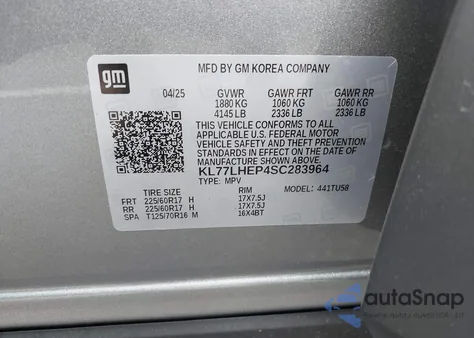 gm
MFD BY GM KOREA COMPANY
04/25 GVWR GAWR FRT GAWR RR
1880 KG 1060 KG 1060 KG
4145 LB 2336 LB 2336 LB
THIS VEHICLE CONFORMS TO ALL
APPLICABLE U.S. FEDERAL MOTOR
VEHICLE SAFETY AND THEFT PREVENTION
STANDARDS IN EFFECT ON THE DATE OF
MANUFACTURE SHOWN ABOVE.
KL77LHEP4SC283964
TYPE: MPV MODEL: 441TU58
TIRE SIZE RIM
FRT 225/60R17 H 17X7.5J
RR 225/60R17 H 17X7.5J
SPA T125/70R16 M 16X4BT
autoSnap